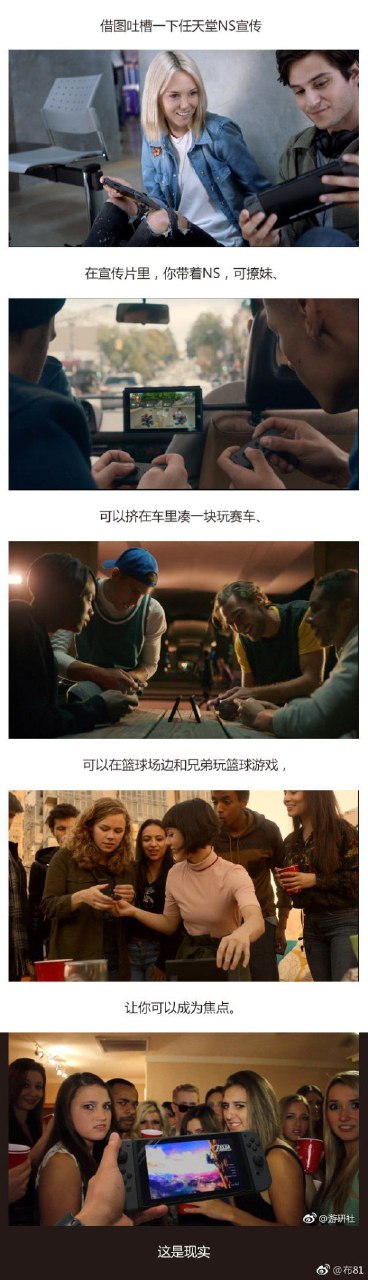 借图吐槽一下任天堂NS宣传
在宣传片里，你带着NS，可撩妹、
可以挤在车里凑一块玩赛车、
可以在篮球场边和兄弟玩篮球游戏，
让你可以成为焦点。
ZELDA
@游研社
这是现实
@布81